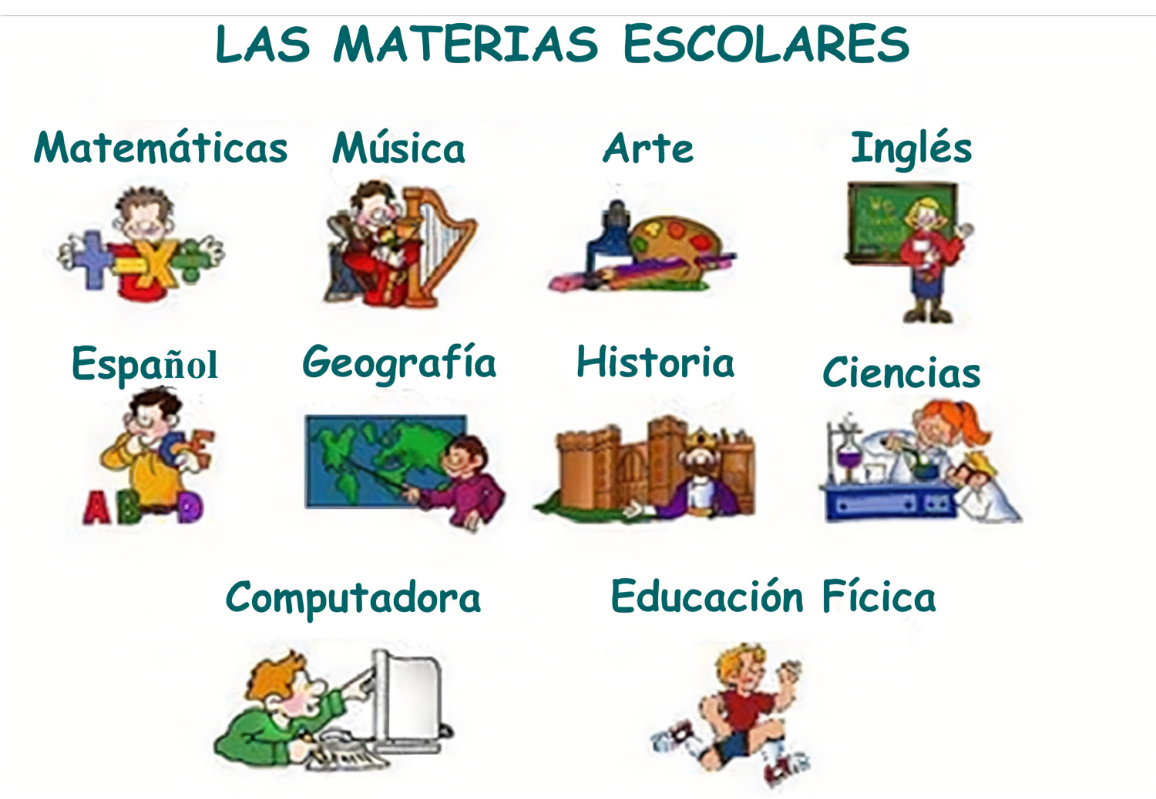 LAS MATERIAS ESCOLARES
Matemáticas Música Arte Inglés
Español Geografía Historia Ciencias
Computadora Educación Fícica
A B D
E